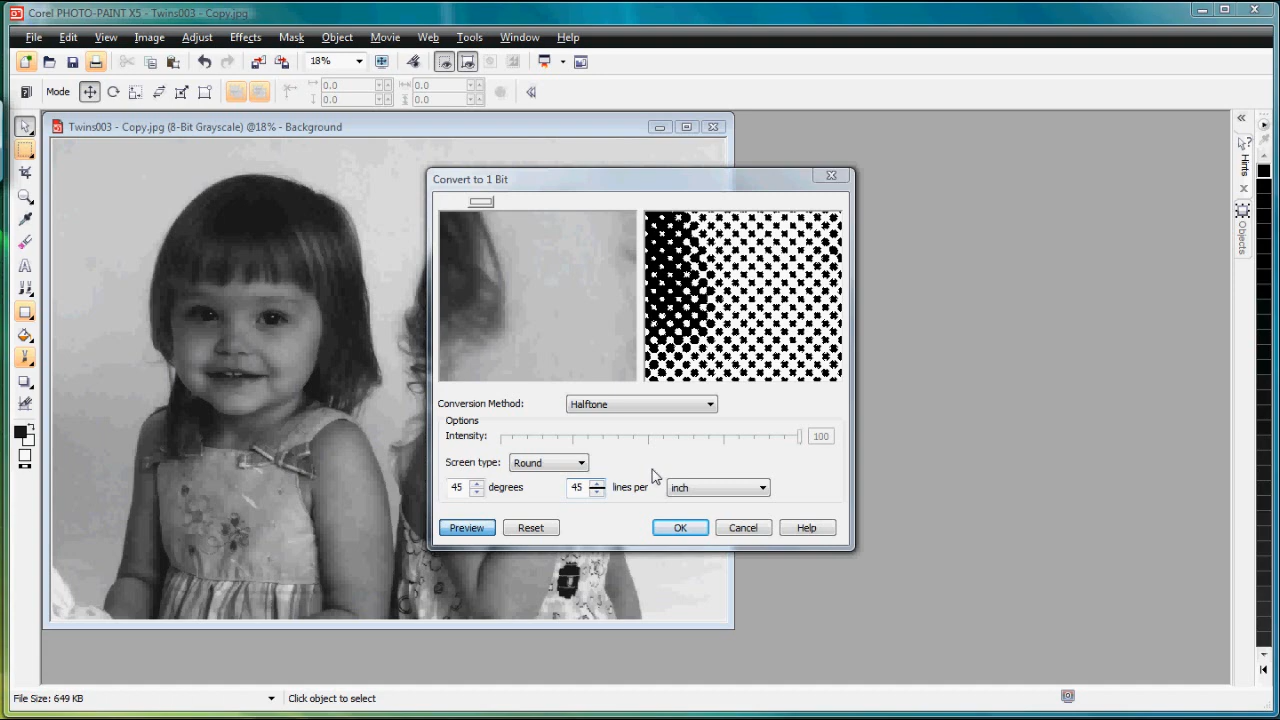 Corel PHOTO-PAINT X5 - Twins003 - Copy.jpg
File Edit View Image Adjust Effects Mask Object Movie Web Tools Window Help
18%
Mode 0.0 0.0
0.0 0.0
Twins003 - Copy.jpg (8-Bit Grayscale) @18% - Background
Convert to 1 Bit
Conversion Method: Halftone
Options
Intensity: 100
Screen type: Round
45 degrees 45 lines per inch
Preview Reset OK Cancel Help
Hints
Objects
File Size: 649 KB Click object to select